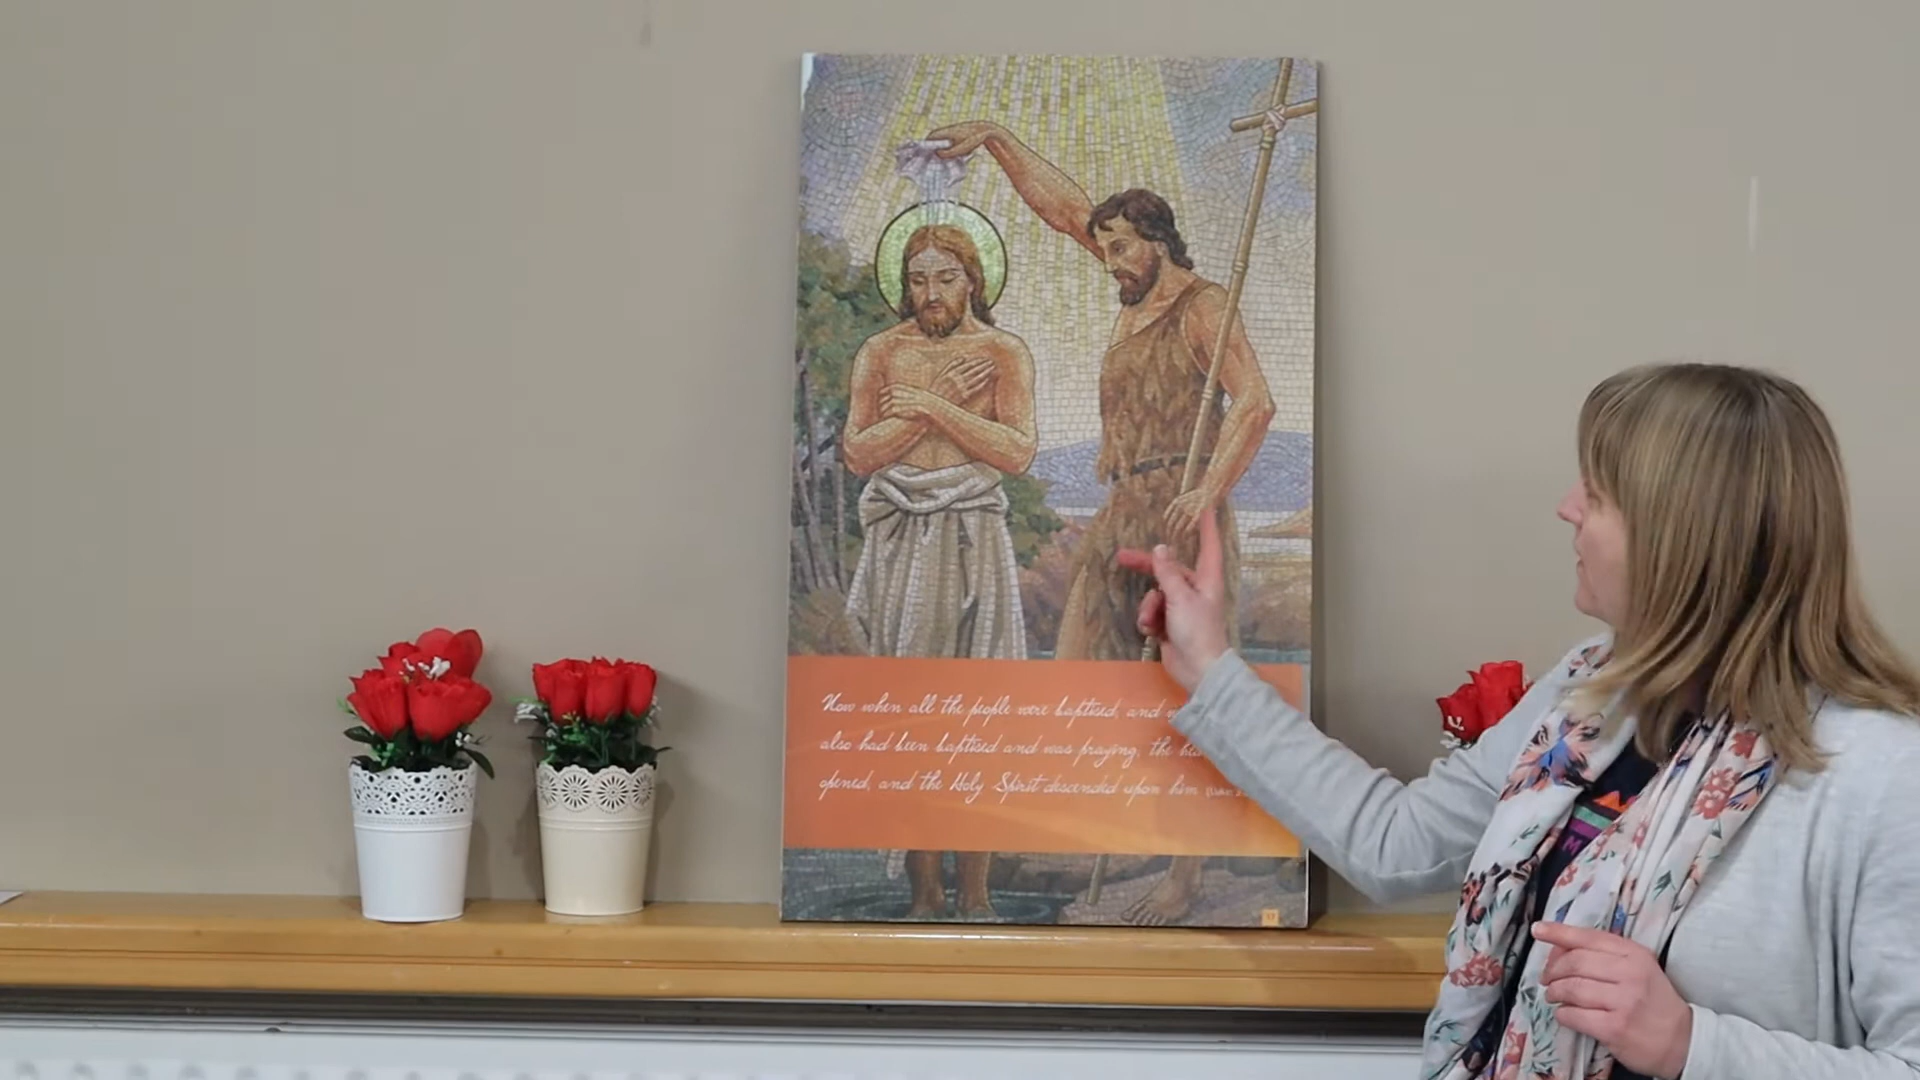 Now when all the people were baptised, and
also had been baptised and was praying, the
opened, and the Holy Spirit descended upon him